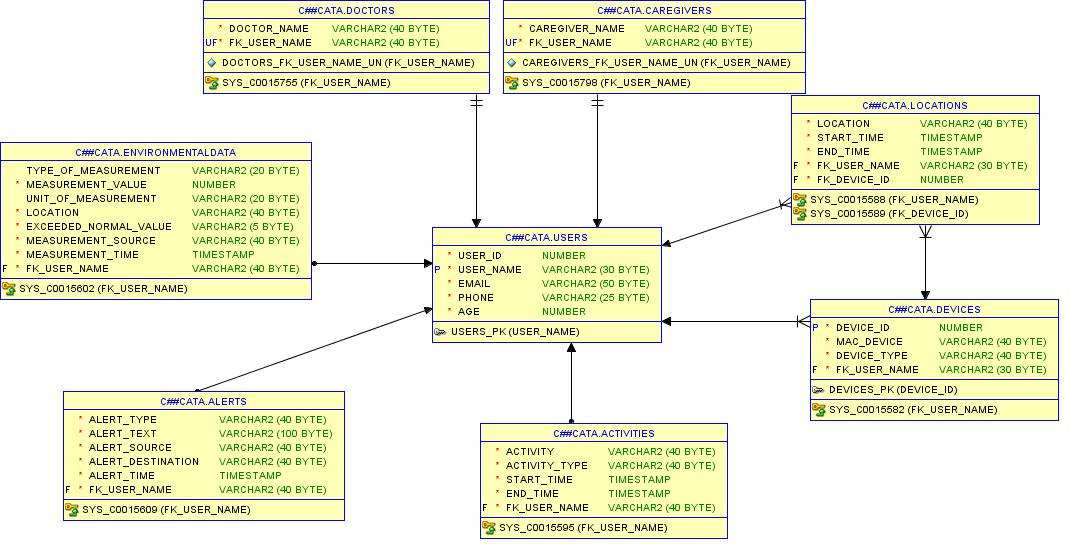 C##CATA.DOCTORS
* DOCTOR_NAME VARCHAR2 (40 BYTE)
UF* FK_USER_NAME VARCHAR2 (40 BYTE)
DOCTORS_FK_USER_NAME_UN (FK_USER_NAME)
SYS_C0015755 (FK_USER_NAME)
C##CATA.CAREGIVERS
* CAREGIVER_NAME VARCHAR2 (40 BYTE)
UF* FK_USER_NAME VARCHAR2 (40 BYTE)
CAREGIVERS_FK_USER_NAME_UN (FK_USER_NAME)
SYS_C0015798 (FK_USER_NAME)
C##CATA.LOCATIONS
* LOCATION VARCHAR2 (40 BYTE)
* START_TIME TIMESTAMP
* END_TIME TIMESTAMP
F * FK_USER_NAME VARCHAR2 (30 BYTE)
F * FK_DEVICE_ID NUMBER
SYS_C0015588 (FK_USER_NAME)
SYS_C0015589 (FK_DEVICE_ID)
C##CATA.ENVIRONMENTALDATA
TYPE_OF_MEASUREMENT VARCHAR2 (20 BYTE)
* MEASUREMENT_VALUE NUMBER
UNIT_OF_MEASUREMENT VARCHAR2 (20 BYTE)
* LOCATION VARCHAR2 (40 BYTE)
* EXCEEDED_NORMAL_VALUE VARCHAR2 (5 BYTE)
* MEASUREMENT_SOURCE VARCHAR2 (40 BYTE)
* MEASUREMENT_TIME TIMESTAMP
F * FK_USER_NAME VARCHAR2 (40 BYTE)
SYS_C0015602 (FK_USER_NAME)
C##CATA.USERS
* USER_ID NUMBER
P * USER_NAME VARCHAR2 (30 BYTE)
* EMAIL VARCHAR2 (50 BYTE)
* PHONE VARCHAR2 (25 BYTE)
* AGE NUMBER
USERS_PK (USER_NAME)
C##CATA.DEVICES
P * DEVICE_ID NUMBER
* MAC_DEVICE VARCHAR2 (40 BYTE)
* DEVICE_TYPE VARCHAR2 (40 BYTE)
F * FK_USER_NAME VARCHAR2 (30 BYTE)
DEVICES_PK (DEVICE_ID)
SYS_C0015582 (FK_USER_NAME)
C##CATA.ALERTS
* ALERT_TYPE VARCHAR2 (40 BYTE)
* ALERT_TEXT VARCHAR2 (100 BYTE)
* ALERT_SOURCE VARCHAR2 (40 BYTE)
* ALERT_DESTINATION VARCHAR2 (40 BYTE)
* ALERT_TIME TIMESTAMP
F * FK_USER_NAME VARCHAR2 (40 BYTE)
SYS_C0015609 (FK_USER_NAME)
C##CATA.ACTIVITIES
* ACTIVITY VARCHAR2 (40 BYTE)
* ACTIVITY_TYPE VARCHAR2 (40 BYTE)
* START_TIME TIMESTAMP
* END_TIME TIMESTAMP
F * FK_USER_NAME VARCHAR2 (40 BYTE)
SYS_C0015595 (FK_USER_NAME)